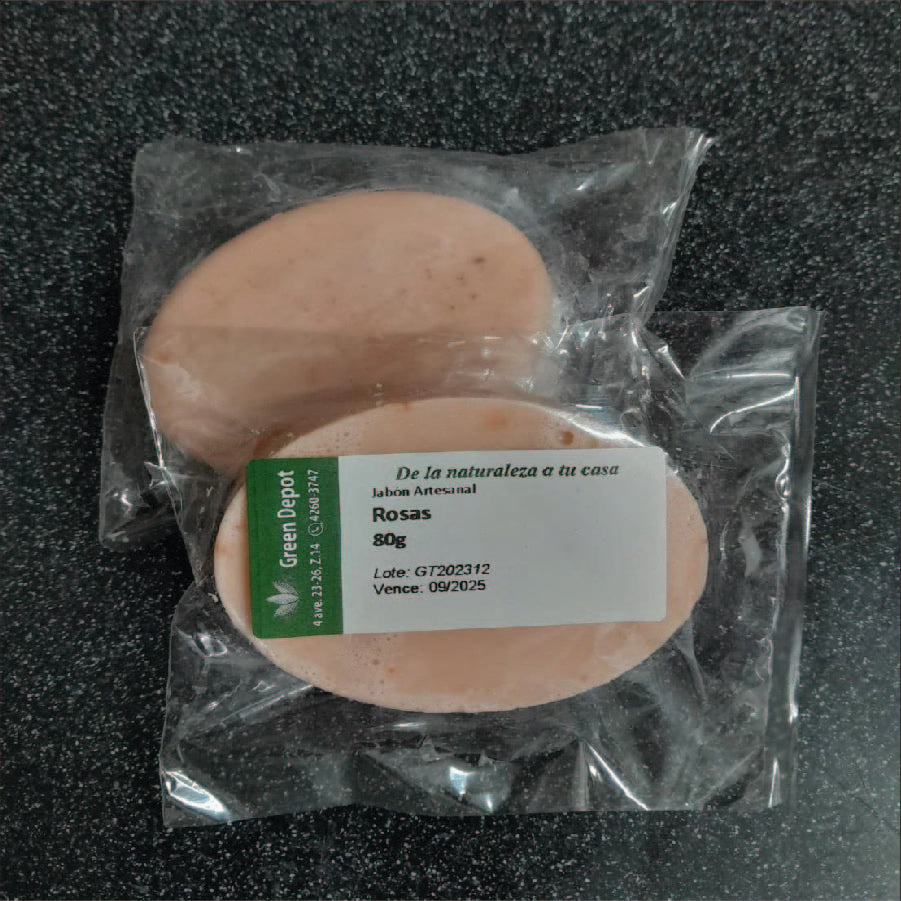 De la naturaleza a tu casa
Jabón Artesanal
Rosas
80g
Lote: GT202312
Vence: 09/2025
Green Depot
4 ave. 23-26, Z.14 4260-3747